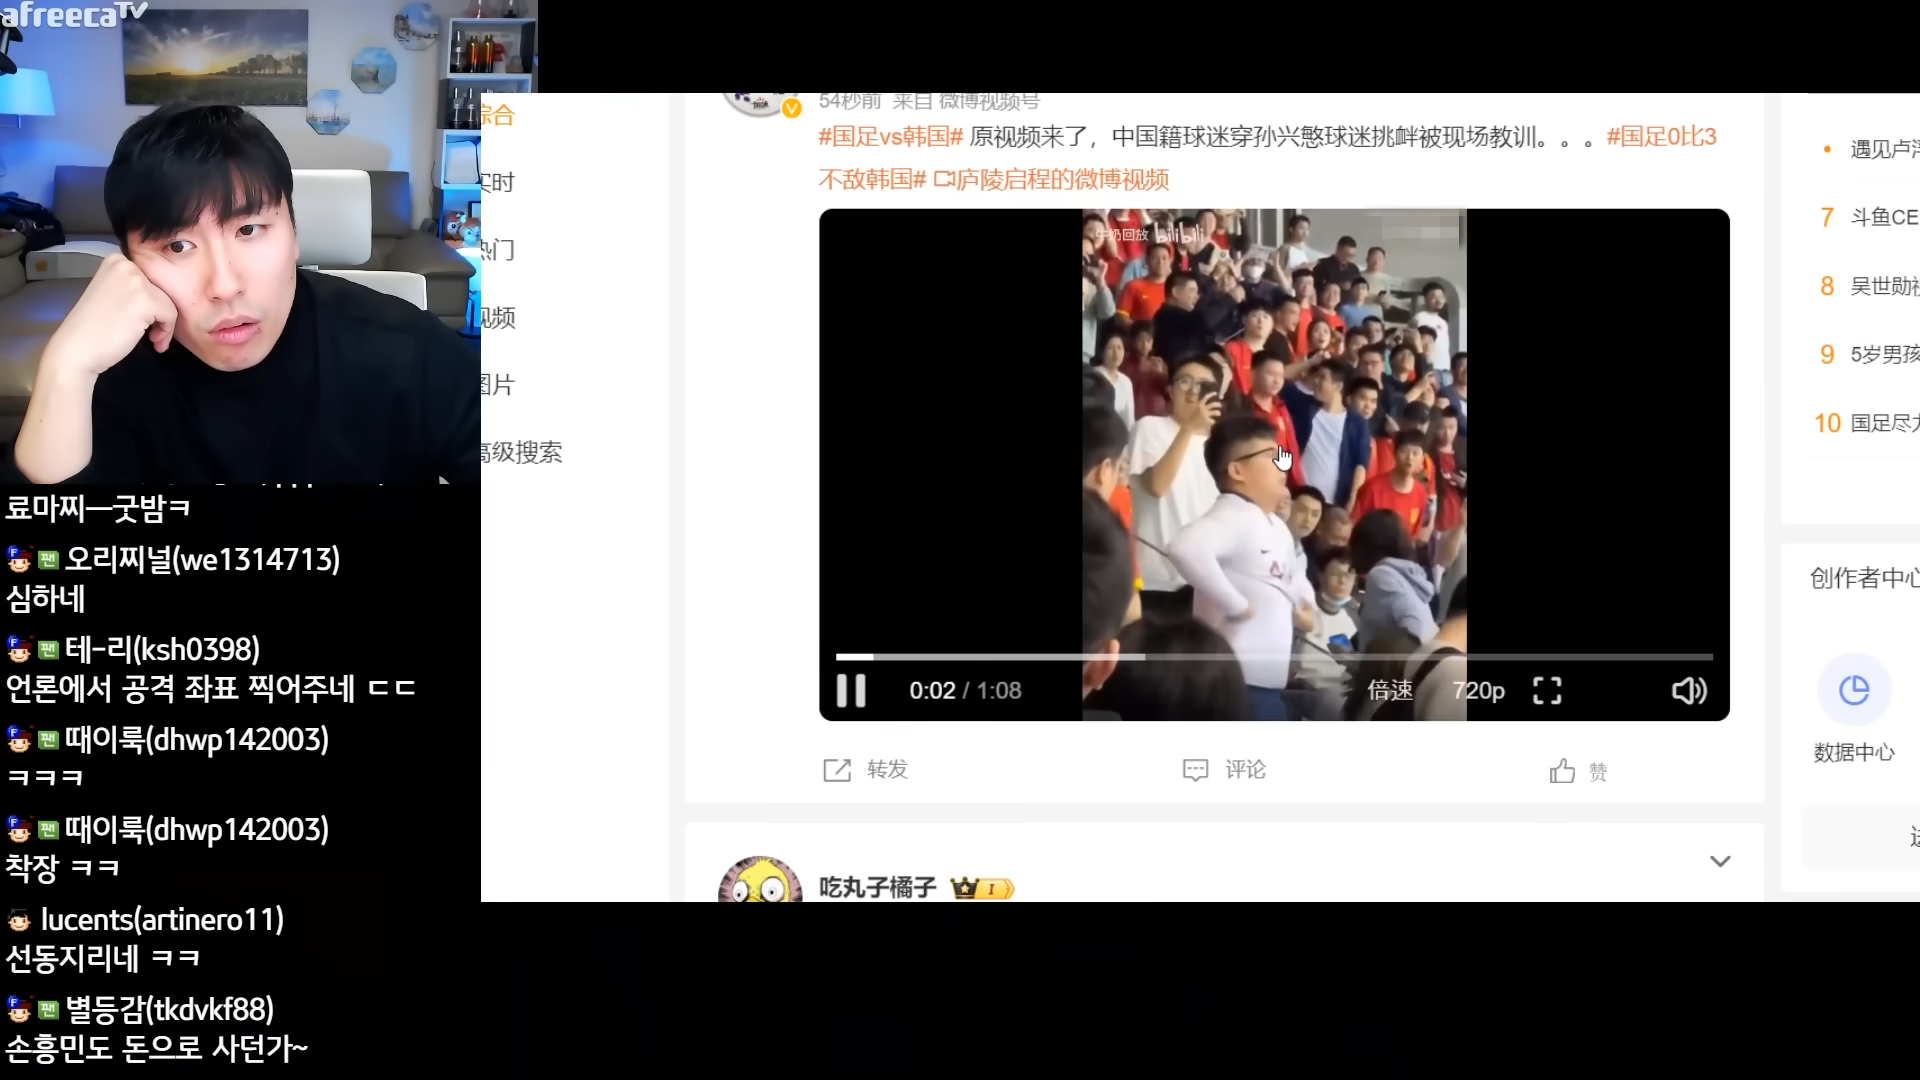 afreecaTV
료마찌—굿밤ㅋ
오리찌널(we1314713)
심하네
테-리(ksh0398)
언론에서 공격 좌표 찍어주네 ㄷㄷ
때이룩(dhwp142003)
ㅋㅋㅋ
때이룩(dhwp142003)
착장 ㅋㅋ
lucents(artinero11)
선동지리네 ㅋㅋ
별등감(tkdvkf88)
손흥민도 돈으로 사던가~
综合
实时
热门
视频
图片
高级搜索
54秒前 来自 微博视频号
#国足vs韩国# 原视频来了，中国籍球迷穿孙兴慜球迷挑衅被现场教训。。。#国足0比3
不敌韩国# 庐陵启程的微博视频
牛奶回放 bilibili
0:02 / 1:08
倍速 720p
转发 评论 赞
吃丸子橘子 I
遇见卢浮
7 斗鱼CE
8 吴世勋
9 5岁男孩
10 国足尽力
创作者中心
数据中心